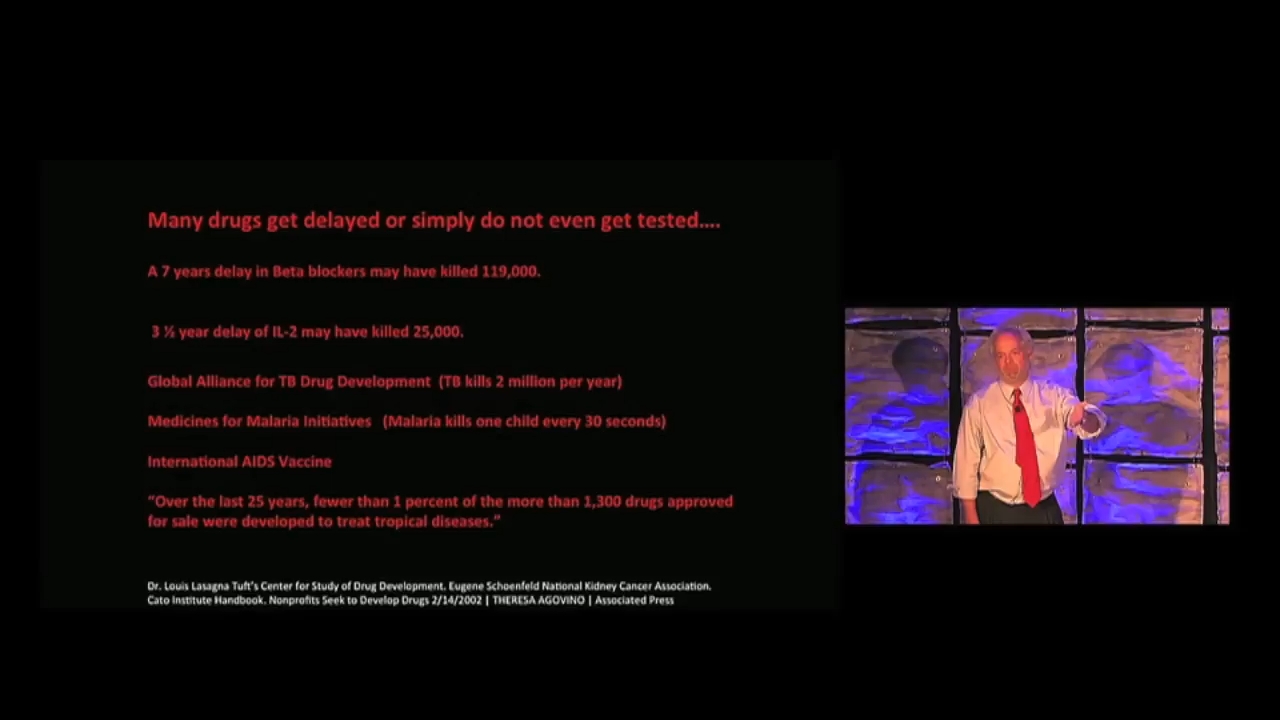 Many drugs get delayed or simply do not even get tested....
A 7 years delay in Beta blockers may have killed 119,000.
3 ½ year delay of IL-2 may have killed 25,000.
Global Alliance for TB Drug Development (TB kills 2 million per year)
Medicines for Malaria Initiatives (Malaria kills one child every 30 seconds)
International AIDS Vaccine
“Over the last 25 years, fewer than 1 percent of the more than 1,300 drugs approved
for sale were developed to treat tropical diseases.”
Dr. Louis Lasagna Tuft's Center for Study of Drug Development. Eugene Schoenfeld National Kidney Cancer Association.
Cato Institute Handbook. Nonprofits Seek to Develop Drugs 2/14/2002 | THERESA AGOVINO | Associated Press